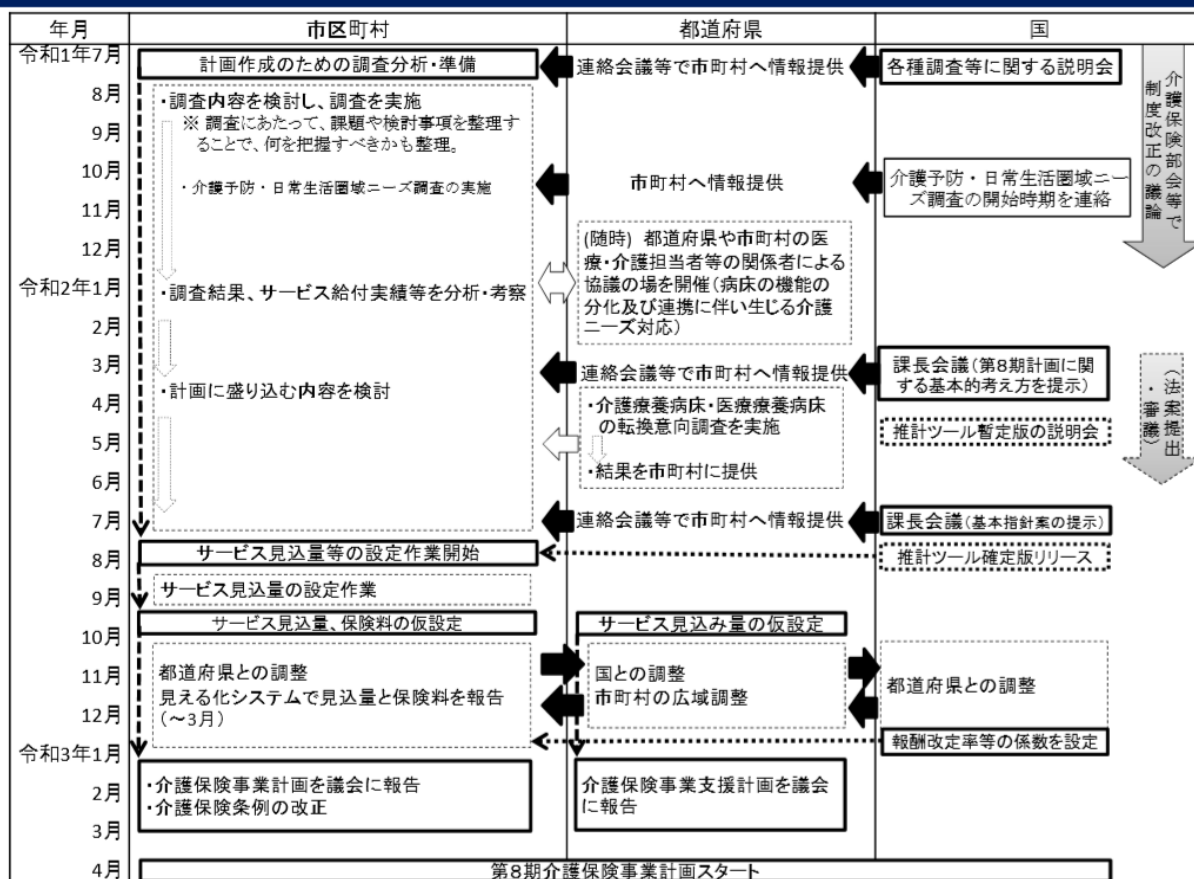 年月
市区町村
都道府県
国
令和1年7月
計画作成のための調査分析・準備
連絡会議等で市町村へ情報提供
各種調査等に関する説明会
介護保険部会等で
制度改正の議論
8月
・調査内容を検討し、調査を実施
※ 調査にあたって、課題や検討事項を整理す
ることで、何を把握すべきかも整理。
9月
10月
・介護予防・日常生活圏域ニーズ調査の実施
市町村へ情報提供
介護予防・日常生活圏域ニー
ズ調査の開始時期を連絡
11月
12月
(随時) 都道府県や市町村の医
療・介護担当者等の関係者による
協議の場を開催(病床の機能の
分化及び連携に伴い生じる介護
ニーズ対応)
令和2年1月
・調査結果、サービス給付実績等を分析・考察
2月
3月
連絡会議等で市町村へ情報提供
課長会議(第8期計画に関
する基本的考え方を提示)
(法案提出
・審議)
・計画に盛り込む内容を検討
4月
・介護療養病床・医療療養病床
の転換意向調査を実施
推計ツール暫定版の説明会
5月
・結果を市町村に提供
6月
7月
連絡会議等で市町村へ情報提供
課長会議(基本指針案の提示)
8月
サービス見込量等の設定作業開始
推計ツール確定版リリース
9月
サービス見込量の設定作業
サービス見込量、保険料の仮設定
サービス見込み量の仮設定
10月
都道府県との調整
見える化システムで見込量と保険料を報告
(～3月)
国との調整
市町村の広域調整
都道府県との調整
11月
12月
報酬改定率等の係数を設定
令和3年1月
・介護保険事業計画を議会に報告
・介護保険条例の改正
介護保険事業支援計画を議会
に報告
2月
3月
4月
第8期介護保険事業計画スタート